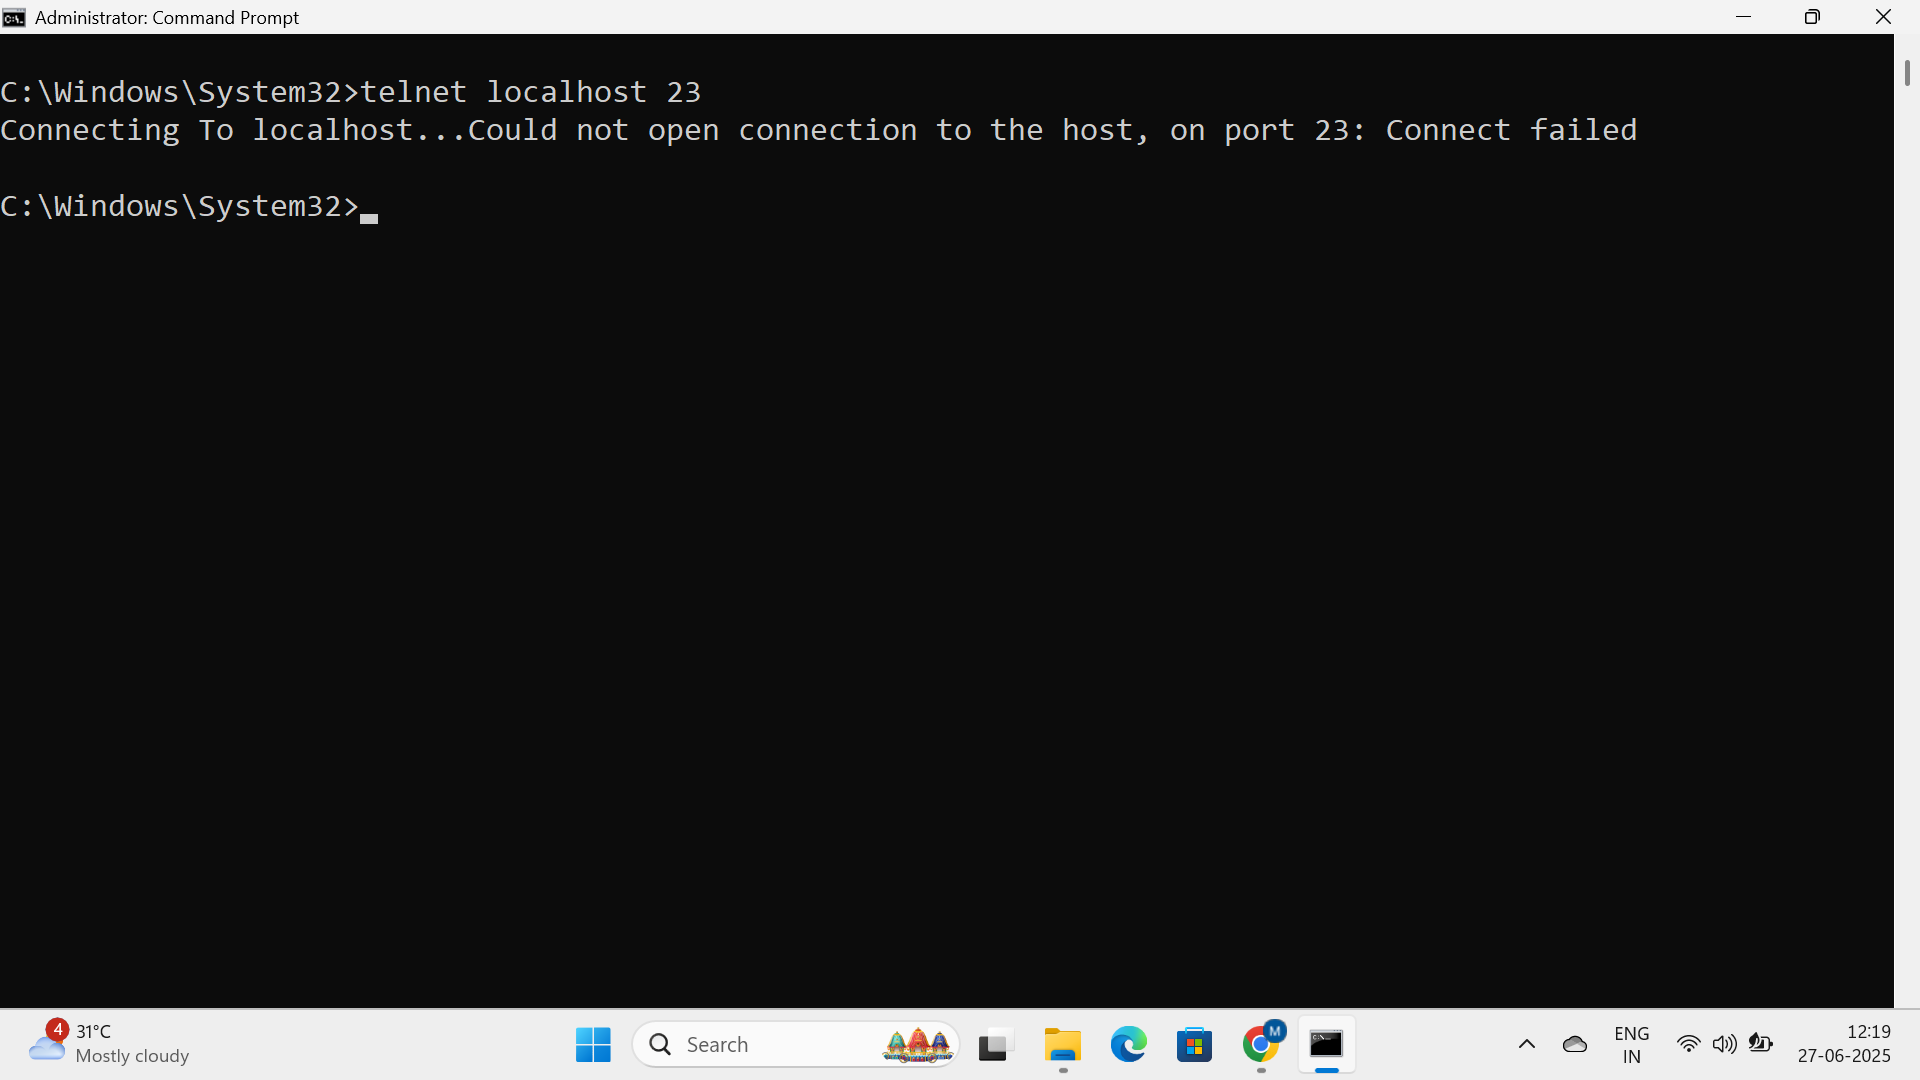 Administrator: Command Prompt
C:\Windows\System32>telnet localhost 23
Connecting To localhost...Could not open connection to the host, on port 23: Connect failed
C:\Windows\System32>
4
31°C
Mostly cloudy
Search
M
ENG
IN
12:19
27-06-2025